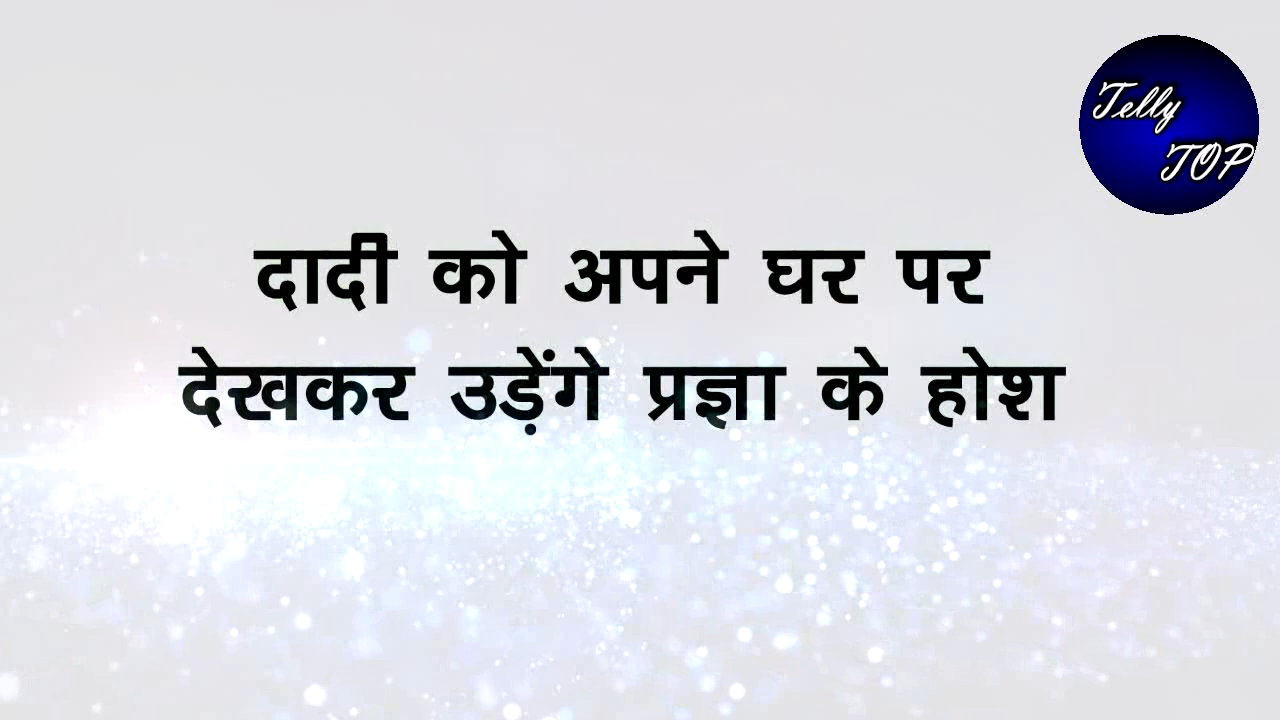 Telly
TOP
दादी को अपने घर पर
देखकर उड़ेंगे प्रज्ञा के होश